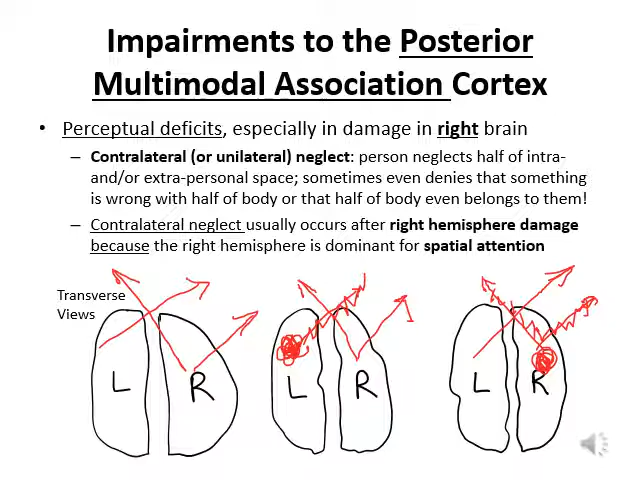 Impairments to the Posterior
Multimodal Association Cortex
• Perceptual deficits, especially in damage in right brain
– Contralateral (or unilateral) neglect: person neglects half of intra-
and/or extra-personal space; sometimes even denies that something
is wrong with half of body or that half of body even belongs to them!
– Contralateral neglect usually occurs after right hemisphere damage
because the right hemisphere is dominant for spatial attention
Transverse
Views
L R L R L R